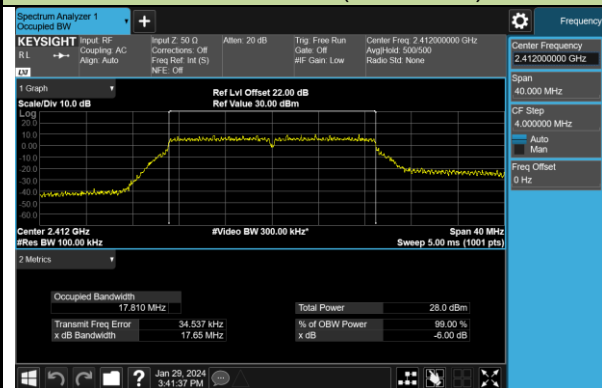 Spectrum Analyzer 1
Occupied BW
+
Frequency
KEYSIGHT
RL
Input: RF
Coupling: AC
Align: Auto
Input Z: 50 Ω
Corrections: Off
Freq Ref: Int (S)
NFE: Off
Atten: 20 dB
Trig: Free Run
Gate: Off
#IF Gain: Low
Center Freq: 2.412000000 GHz
Avg|Hold: 500/500
Radio Std: None
LXI
Center Frequency
2.412000000 GHz
Span
40.000 MHz
CF Step
4.000000 MHz
Auto
Man
Freq Offset
0 Hz
1 Graph
Scale/Div 10.0 dB
Ref Lvl Offset 22.00 dB
Ref Value 30.00 dBm
Log
20.0
10.0
0.00
-10.0
-20.0
-30.0
-40.0
-50.0
-60.0
Center 2.412 GHz
#Res BW 100.00 kHz
#Video BW 300.00 kHz*
Span 40 MHz
Sweep 5.00 ms (1001 pts)
2 Metrics
Occupied Bandwidth
17.810 MHz
Total Power 28.0 dBm
Transmit Freq Error 34.537 kHz
% of OBW Power 99.00 %
x dB Bandwidth 17.65 MHz
x dB -6.00 dB
?
Jan 29, 2024
3:41:37 PM